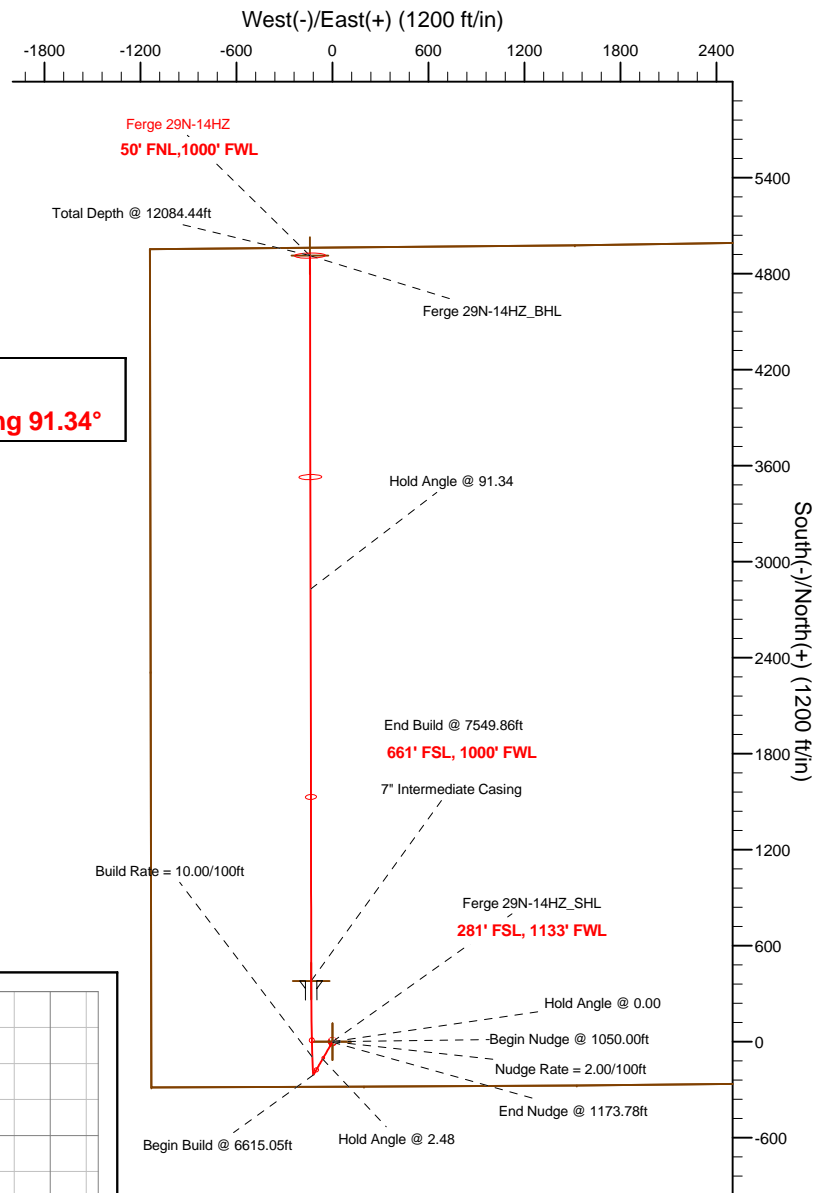 West(-)/East(+) (1200 ft/in)
-1800 -1200 -600 0 600 1200 1800 2400
Ferge 29N-14HZ
50' FNL,1000' FWL
Total Depth @ 12084.44ft
Ferge 29N-14HZ_BHL
ng 91.34°
Hold Angle @ 91.34
End Build @ 7549.86ft
661' FSL, 1000' FWL
7" Intermediate Casing
Build Rate = 10.00/100ft
Ferge 29N-14HZ_SHL
281' FSL, 1133' FWL
Hold Angle @ 0.00
Begin Nudge @ 1050.00ft
Nudge Rate = 2.00/100ft
End Nudge @ 1173.78ft
Begin Build @ 6615.05ft
Hold Angle @ 2.48
5400
4800
4200
3600
3000
2400
1800
1200
600
0
-600
South(-)/North(+) (1200 ft/in)